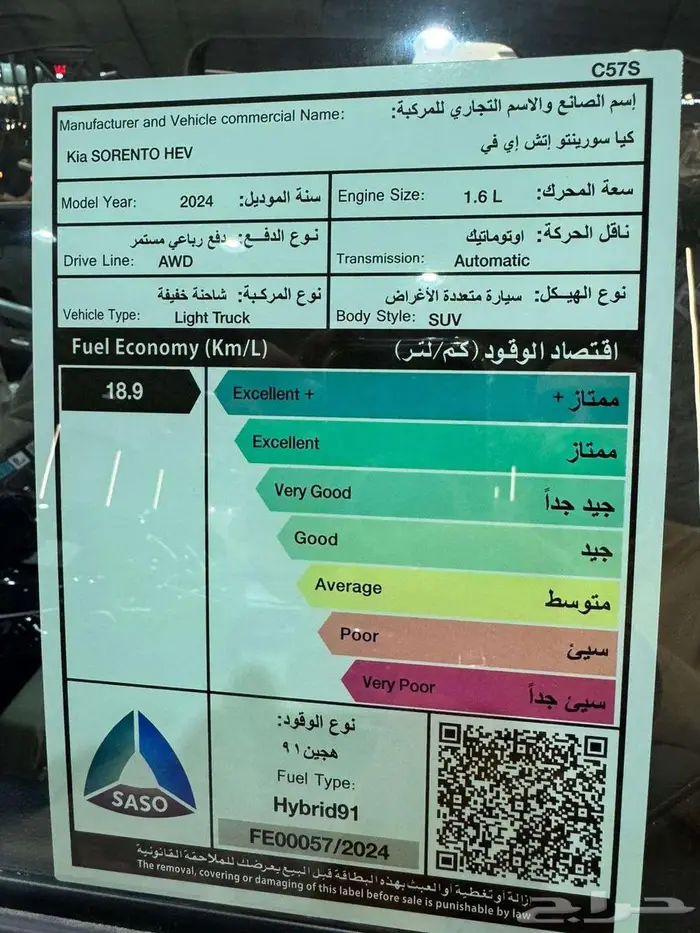 C57S
إسم الصانع والاسم التجاري للمركبة:
Manufacturer and Vehicle commercial Name:
كيا سورينتو إتش إي في
Kia SORENTO HEV
Model Year: 2024 سنة الموديل:
Engine Size: 1.6 L سعة المحرك:
نوع الدفع: دفع رباعي مستمر
Drive Line: AWD
ناقل الحركة: اوتوماتيك
Transmission: Automatic
نوع المركبة: شاحنة خفيفة
Vehicle Type: Light Truck
نوع الهيكل: سيارة متعددة الأغراض
Body Style: SUV
Fuel Economy (Km/L) اقتصاد الوقود (كم/لتر)
18.9
Excellent + ممتاز +
Excellent ممتاز
Very Good جيد جداً
Good جيد
Average متوسط
Poor سيئ
Very Poor سيئ جداً
SASO
نوع الوقود:
هجين ٩١
Fuel Type:
Hybrid91
FE00057/2024
إزالة أو تغطية أو العبث بهذه البطاقة قبل البيع يعرضك للملاحقة القانونية
The removal, covering or damaging of this label before sale is punishable by law
حراج